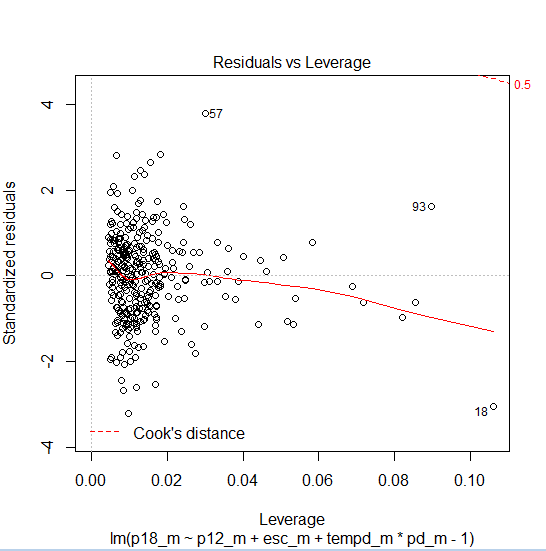 Residuals vs Leverage
0.5
4
57
2
93
0
-2
18
-4
Cook's distance
Standardized residuals
0.00 0.02 0.04 0.06 0.08 0.10
Leverage
lm(p18_m ~ p12_m + esc_m + tempd_m * pd_m - 1)